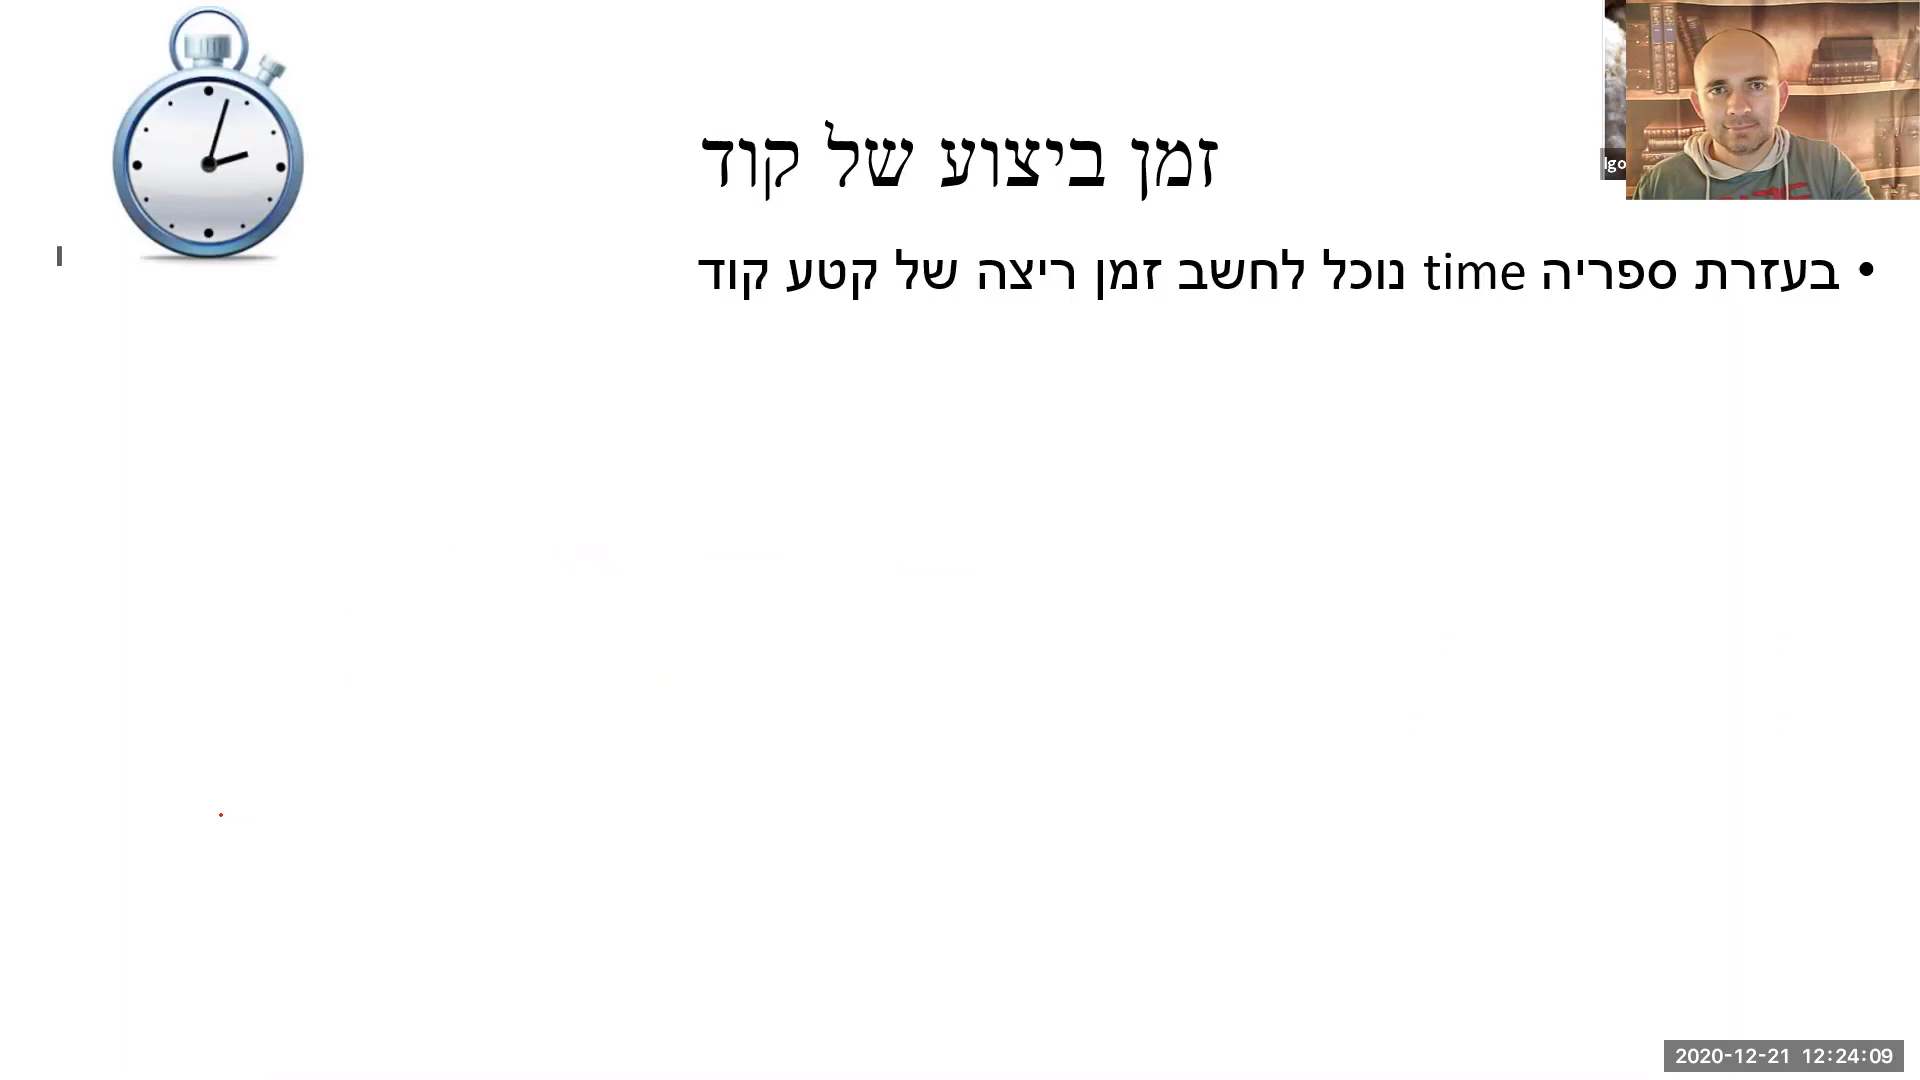 זמן ביצוע של קוד
Igo
• בעזרת ספריה time נוכל לחשב זמן ריצה של קטע קוד
2020-12-21 12:24:09